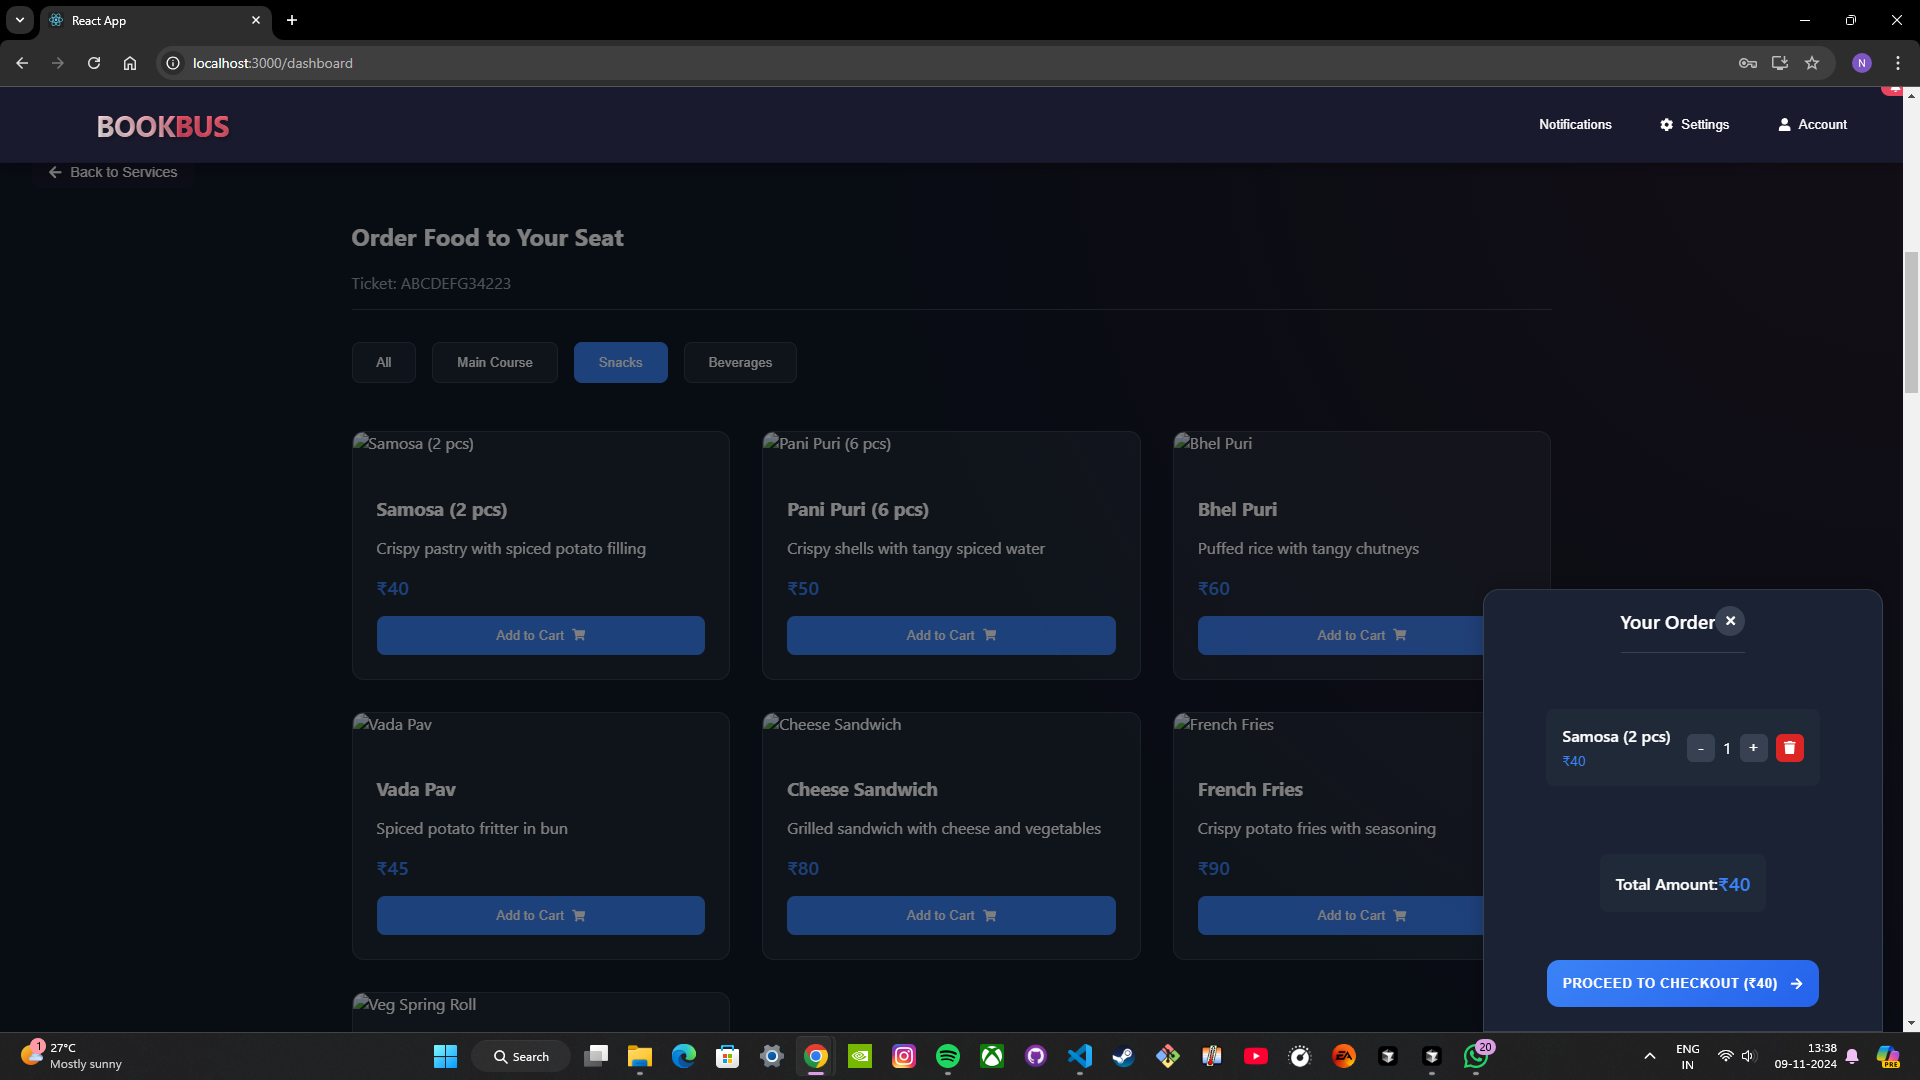 React App
localhost:3000/dashboard
N
BOOKBUS
Notifications
Settings
Account
Back to Services
Order Food to Your Seat
Ticket: ABCDEFG34223
All
Main Course
Snacks
Beverages
Samosa (2 pcs)
Pani Puri (6 pcs)
Bhel Puri
Samosa (2 pcs)
Pani Puri (6 pcs)
Bhel Puri
Crispy pastry with spiced potato filling
Crispy shells with tangy spiced water
Puffed rice with tangy chutneys
₹40
₹50
₹60
Add to Cart
Add to Cart
Add to Cart
Vada Pav
Cheese Sandwich
French Fries
Vada Pav
Cheese Sandwich
French Fries
Spiced potato fritter in bun
Grilled sandwich with cheese and vegetables
Crispy potato fries with seasoning
₹45
₹80
₹90
Add to Cart
Add to Cart
Add to Cart
Veg Spring Roll
Your Order
Samosa (2 pcs)
₹40
- 1 +
Total Amount:₹40
PROCEED TO CHECKOUT (₹40)
1
27°C
Mostly sunny
Search
EA
20
ENG
IN
13:38
09-11-2024
PRE